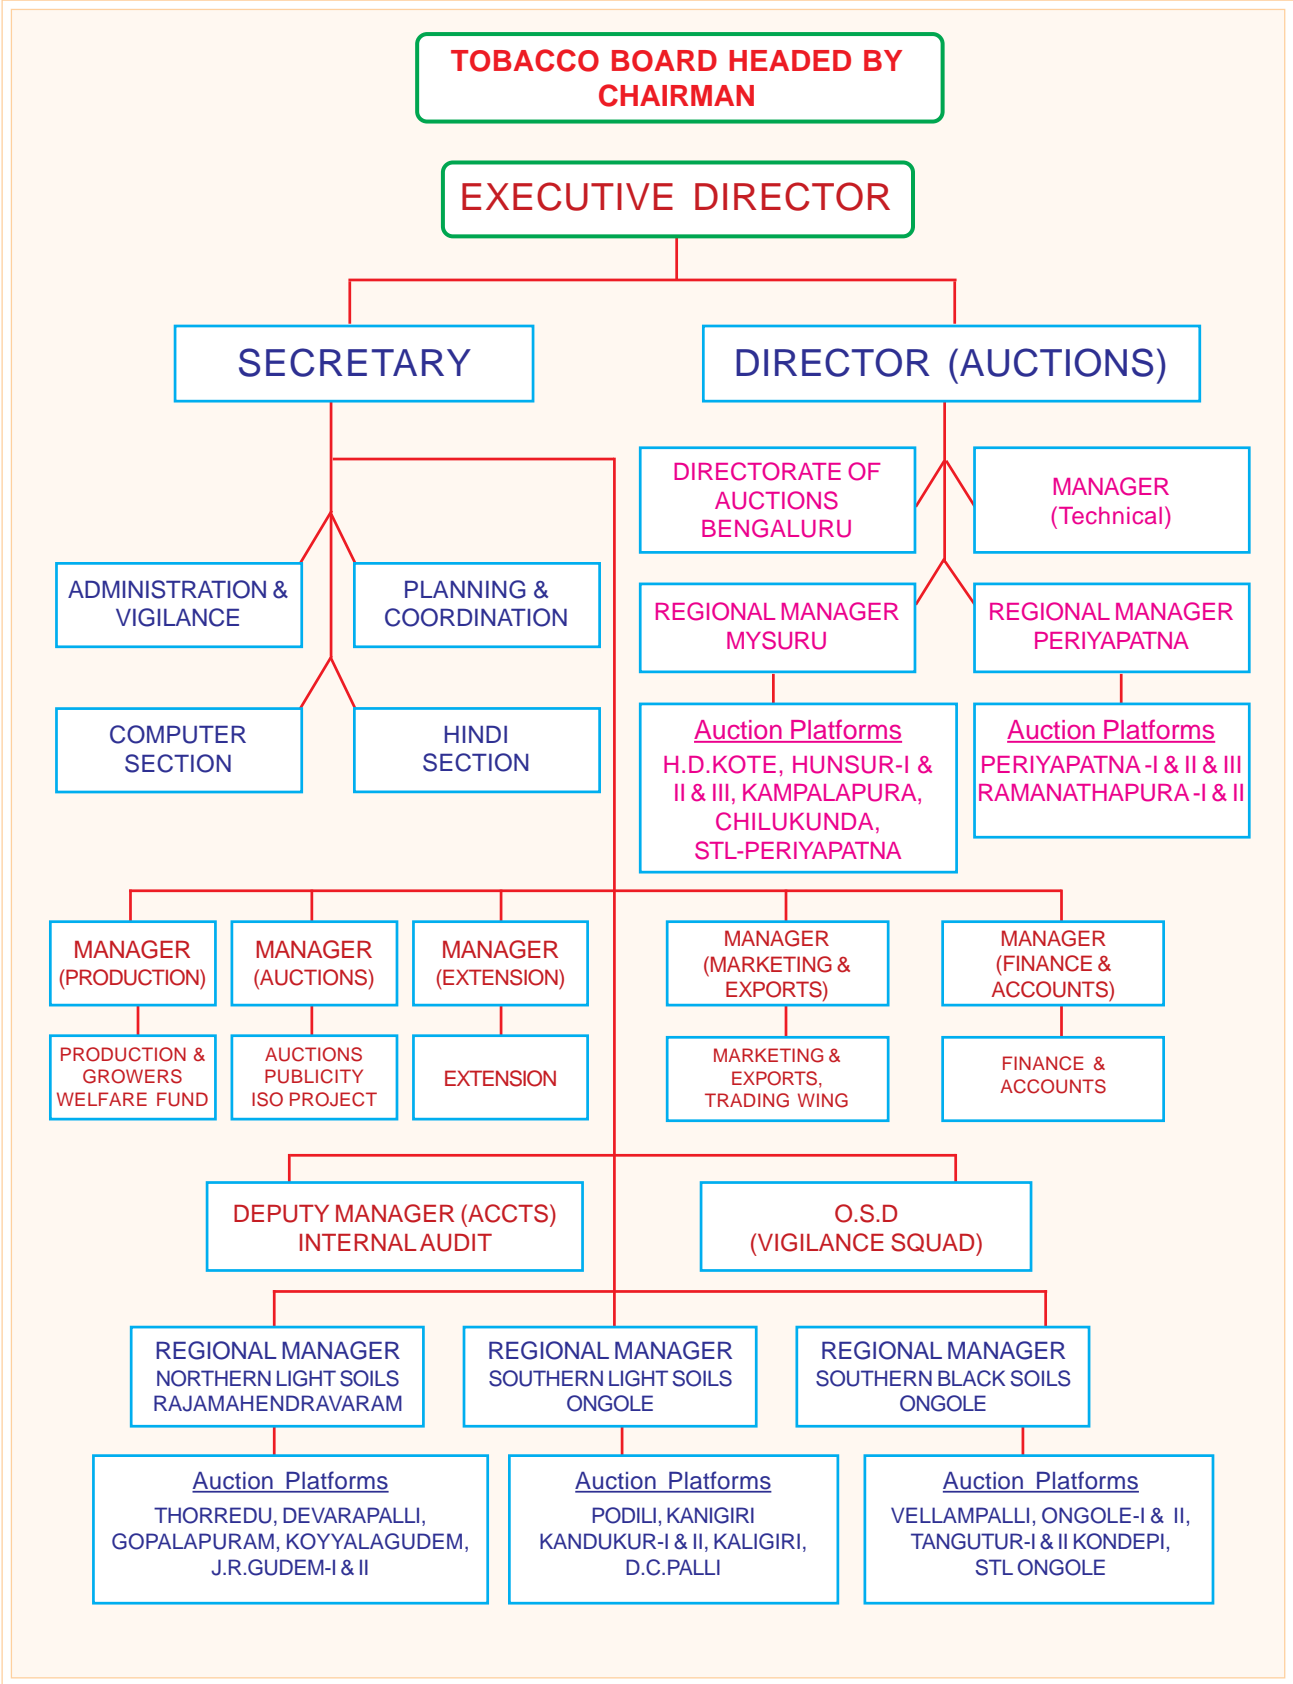 TOBACCO BOARD HEADED BY
CHAIRMAN
EXECUTIVE DIRECTOR
SECRETARY
DIRECTOR (AUCTIONS)
DIRECTORATE OF
AUCTIONS
BENGALURU
MANAGER
(Technical)
ADMINISTRATION &
VIGILANCE
PLANNING &
COORDINATION
REGIONAL MANAGER
MYSURU
REGIONAL MANAGER
PERIYAPATNA
COMPUTER
SECTION
HINDI
SECTION
Auction Platforms
H.D.KOTE, HUNSUR-I &
II & III, KAMPALAPURA,
CHILUKUNDA,
STL-PERIYAPATNA
Auction Platforms
PERIYAPATNA -I & II & III
RAMANATHAPURA -I & II
MANAGER
(PRODUCTION)
MANAGER
(AUCTIONS)
MANAGER
(EXTENSION)
MANAGER
(MARKETING &
EXPORTS)
MANAGER
(FINANCE &
ACCOUNTS)
PRODUCTION &
GROWERS
WELFARE FUND
AUCTIONS
PUBLICITY
ISO PROJECT
EXTENSION
MARKETING &
EXPORTS,
TRADING WING
FINANCE &
ACCOUNTS
DEPUTY MANAGER (ACCTS)
INTERNAL AUDIT
O.S.D
(VIGILANCE SQUAD)
REGIONAL MANAGER
NORTHERN LIGHT SOILS
RAJAMAHENDRAVARAM
REGIONAL MANAGER
SOUTHERN LIGHT SOILS
ONGOLE
REGIONAL MANAGER
SOUTHERN BLACK SOILS
ONGOLE
Auction Platforms
THORREDU, DEVARAPALLI,
GOPALAPURAM, KOYYALAGUDEM,
J.R.GUDEM-I & II
Auction Platforms
PODILI, KANIGIRI
KANDUKUR-I & II, KALIGIRI,
D.C.PALLI
Auction Platforms
VELLAMPALLI, ONGOLE-I & II,
TANGUTUR-I & II KONDEPI,
STL ONGOLE